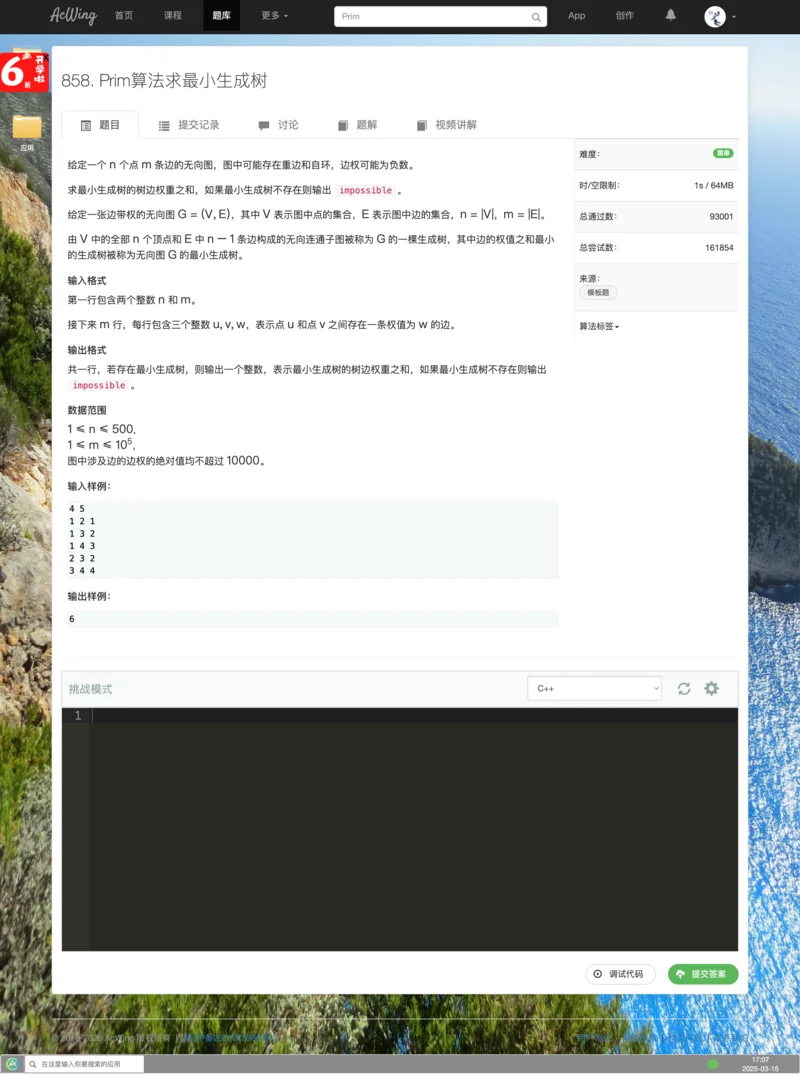 AcWing 首页 课程 题库 更多 Prim App 创作
6折 开学啦
应用
858. Prim算法求最小生成树
题目 提交记录 讨论 题解 视频讲解
给定一个 n 个点 m 条边的无向图，图中可能存在重边和自环，边权可能为负数。
求最小生成树的树边权重之和，如果最小生成树不存在则输出 impossible 。
给定一张边带权的无向图 G = (V, E)，其中 V 表示图中点的集合，E 表示图中边的集合，n = |V|，m = |E|。
由 V 中的全部 n 个顶点和 E 中 n − 1 条边构成的无向连通子图被称为 G 的一棵生成树，其中边的权值之和最小
的生成树被称为无向图 G 的最小生成树。
输入格式
第一行包含两个整数 n 和 m。
接下来 m 行，每行包含三个整数 u, v, w，表示点 u 和点 v 之间存在一条权值为 w 的边。
输出格式
共一行，若存在最小生成树，则输出一个整数，表示最小生成树的树边权重之和，如果最小生成树不存在则输出
impossible 。
数据范围
1 ≤ n ≤ 500,
1 ≤ m ≤ 10⁵,
图中涉及边的边权的绝对值均不超过 10000。
输入样例：
4 5
1 2 1
1 3 2
1 4 3
2 3 2
3 4 4
输出样例：
6
难度： 简单
时/空限制： 1s / 64MB
总通过数： 93001
总尝试数： 161854
来源：
模板题
算法标签
挑战模式 C++
1
调试代码 提交答案
在这里输入你要搜索的应用
17:07
2025-03-15